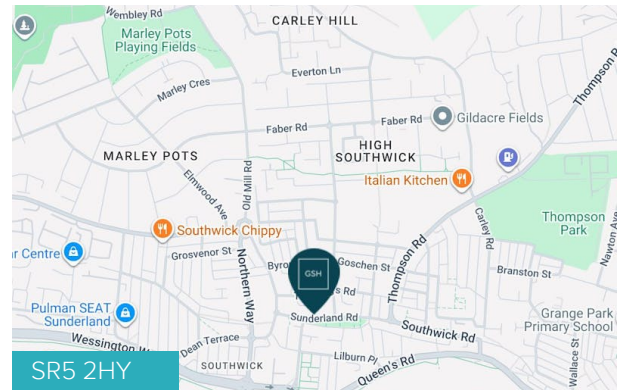 Wembley Rd
CARLEY HILL
Marley Pots
Playing Fields
Everton Ln
Thompson R
Marley Cres
Faber Rd
Faber Rd
Gildacre Fields
MARLEY POTS
HIGH
SOUTHWICK
Old Mill Rd
Elmwood Ave
Italian Kitchen
Carley Rd
Thompson
Park
Newton Ave
Southwick Chippy
Grosvenor St
Northern Way
ar Centre
Byro
GSH
Goschen St
Thompson Rd
Branston St
s Rd
Pulman SEAT
Sunderland
Sunderland Rd
Southwick Rd
Grange Park
Primary School
Wessington W
Dean Terrace
SOUTHWICK
Lilburn Pl
Queen's Rd
Wallace St
SR5 2HY